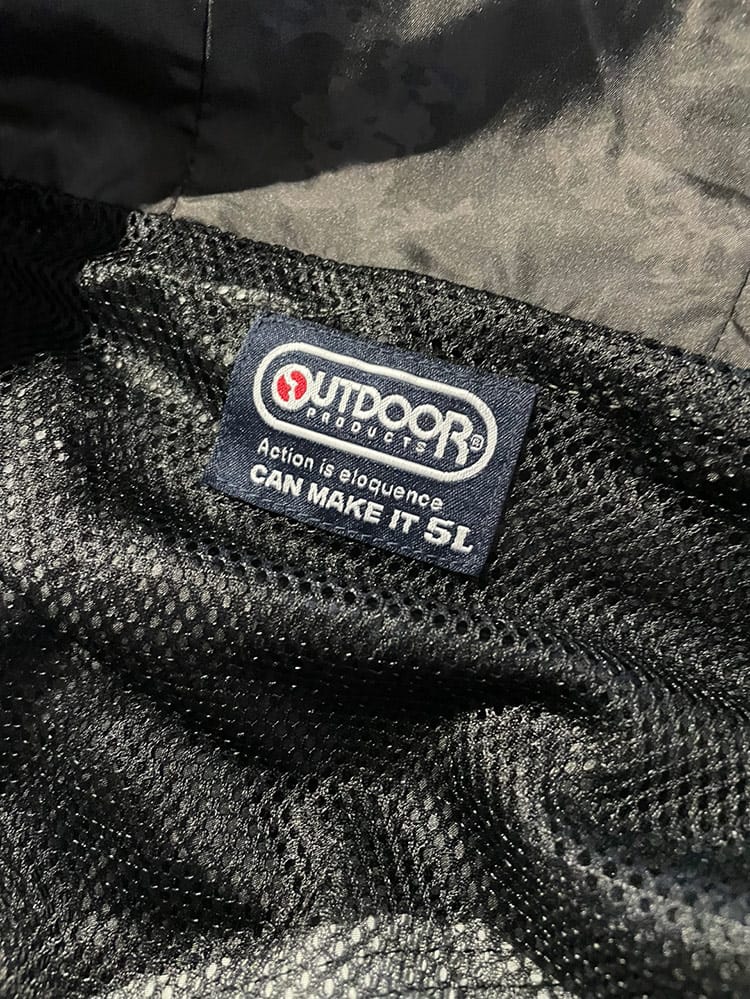 OUTDOOR®
PRODUCTS
Action is eloquence
CAN MAKE IT 5L